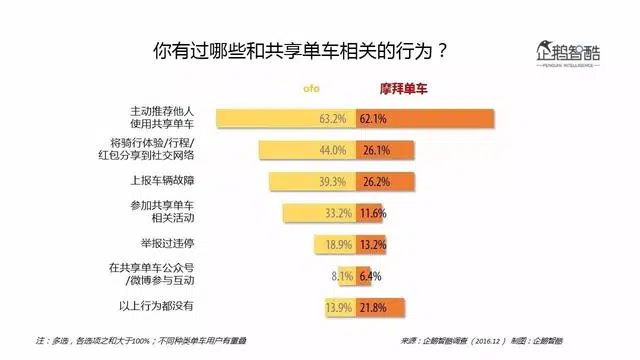 你有过哪些和共享单车相关的行为？
企鹅智酷
PENGUIN INTELLIGENCE
ofo
摩拜单车
主动推荐他人
使用共享单车
63.2% 62.1%
将骑行体验/行程/
红包分享到社交网络
44.0% 26.1%
上报车辆故障
39.3% 26.2%
参加共享单车
相关活动
33.2% 11.6%
举报过违停
18.9% 13.2%
在共享单车公众号
/微博参与互动
8.1% 6.4%
以上行为都没有
13.9% 21.8%
注：多选，各选项之和大于100%；不同种类单车用户有重叠
来源：企鹅智酷调查（2016.12） 制图：企鹅智酷